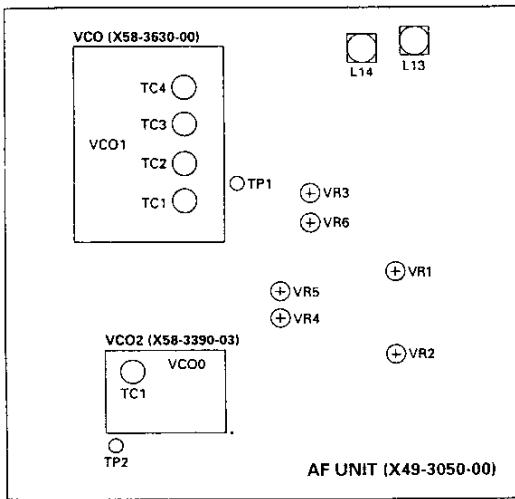 VCO (X58-3630-00)
L14
L13
TC4
TC3
VCO1
TC2
TC1
TP1
VR3
VR6
VR1
VR5
VR4
VCO2 (X58-3390-03)
VCO0
TC1
VR2
TP2
AF UNIT (X49-3050-00)